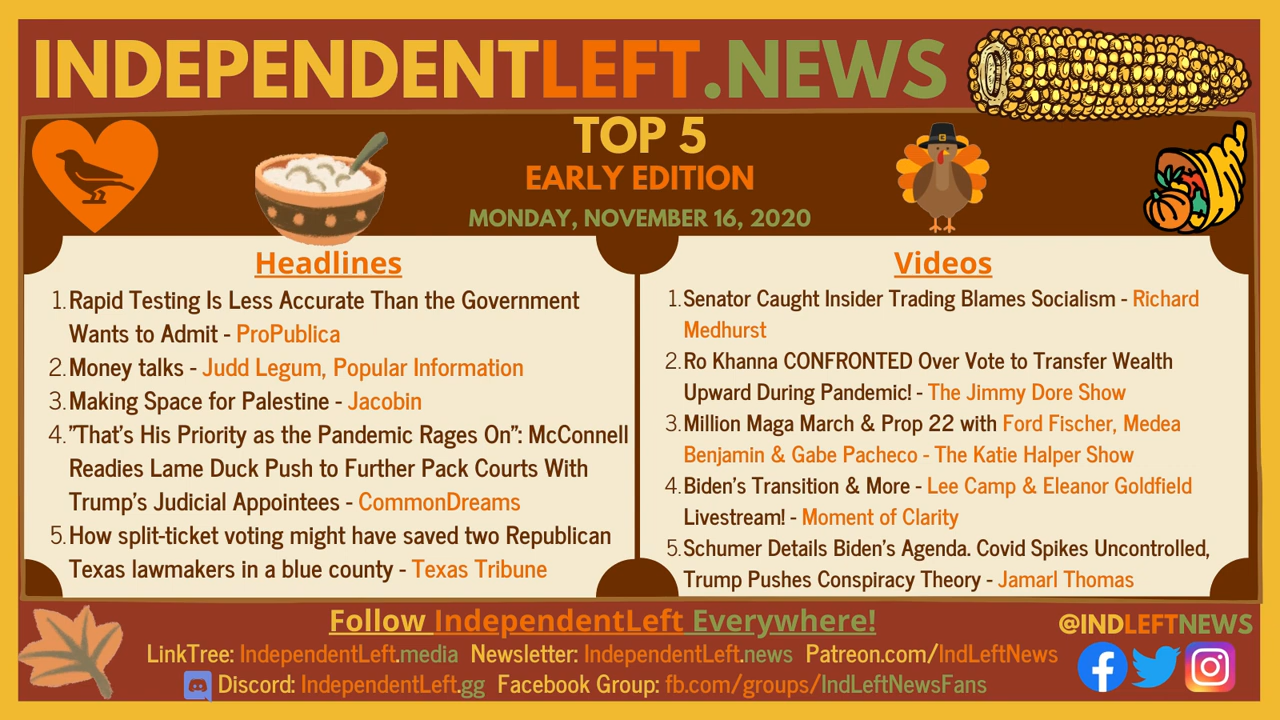 INDEPENDENTLEFT.NEWS
TOP 5
EARLY EDITION
MONDAY, NOVEMBER 16, 2020
Headlines
1. Rapid Testing Is Less Accurate Than the Government
Wants to Admit - ProPublica
2. Money talks - Judd Legum, Popular Information
3. Making Space for Palestine - Jacobin
4. "That's His Priority as the Pandemic Rages On": McConnell
Readies Lame Duck Push to Further Pack Courts With
Trump's Judicial Appointees - CommonDreams
5. How split-ticket voting might have saved two Republican
Texas lawmakers in a blue county - Texas Tribune
Videos
1. Senator Caught Insider Trading Blames Socialism - Richard
Medhurst
2. Ro Khanna CONFRONTED Over Vote to Transfer Wealth
Upward During Pandemic! - The Jimmy Dore Show
3. Million Maga March & Prop 22 with Ford Fischer, Medea
Benjamin & Gabe Pacheco - The Katie Halper Show
4. Biden's Transition & More - Lee Camp & Eleanor Goldfield
Livestream! - Moment of Clarity
5. Schumer Details Biden's Agenda. Covid Spikes Uncontrolled,
Trump Pushes Conspiracy Theory - Jamarl Thomas
Follow IndependentLeft Everywhere!
LinkTree: IndependentLeft.media Newsletter: IndependentLeft.news Patreon.com/IndLeftNews
Discord: IndependentLeft.gg Facebook Group: fb.com/groups/IndLeftNewsFans
@INDLEFTNEWS